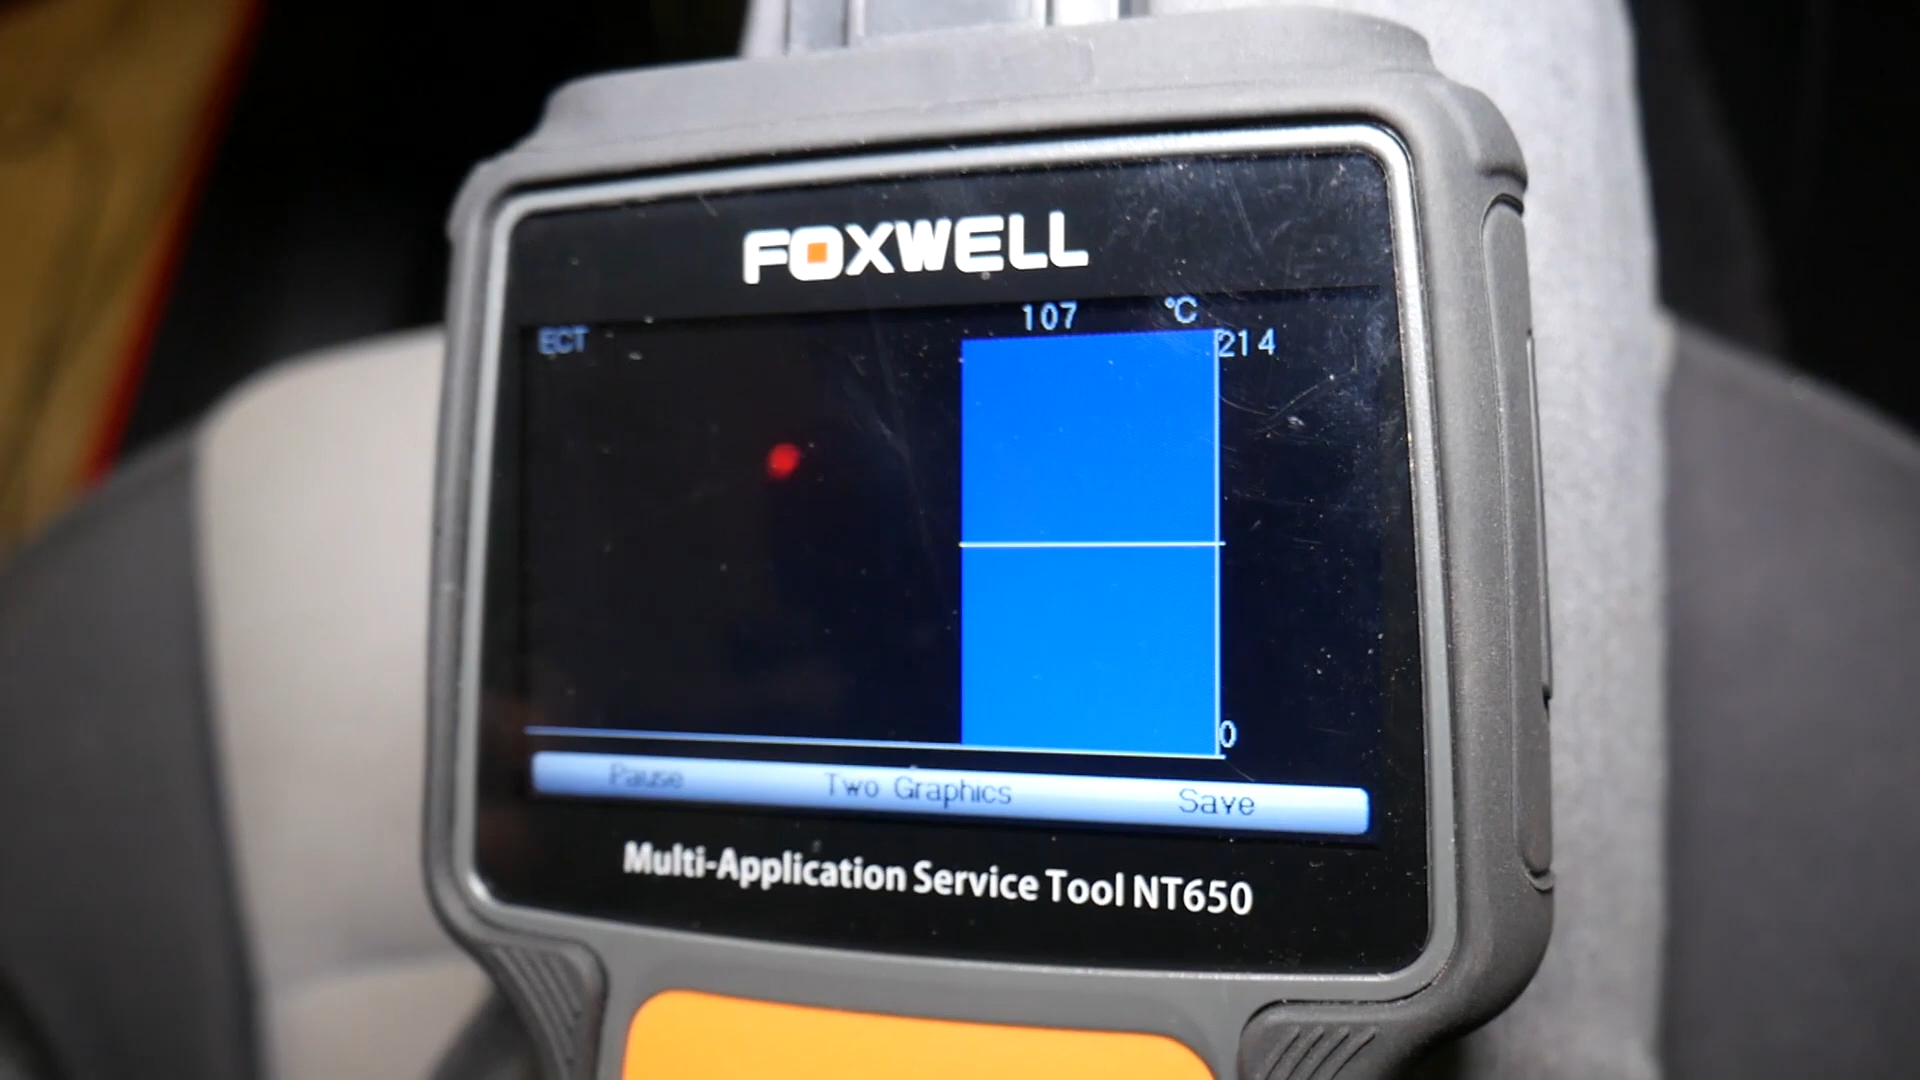 FOXWELL
107 °C
ECT
214
0
Pause Two Graphics Save
Multi-Application Service Tool NT650